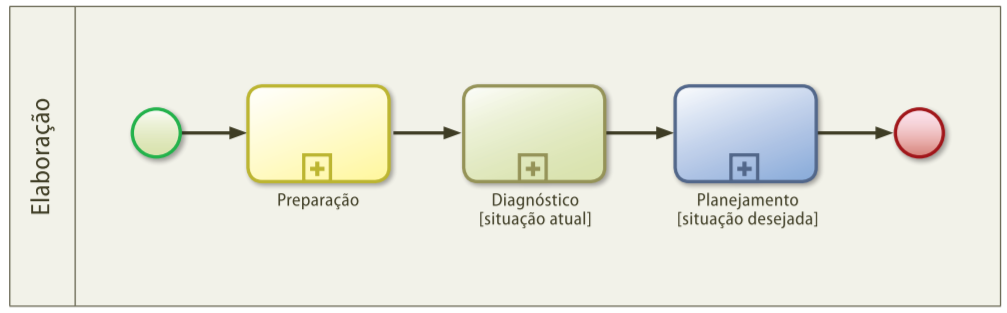 Elaboração
Preparação
Diagnóstico
[situação atual]
Planejamento
[situação desejada]